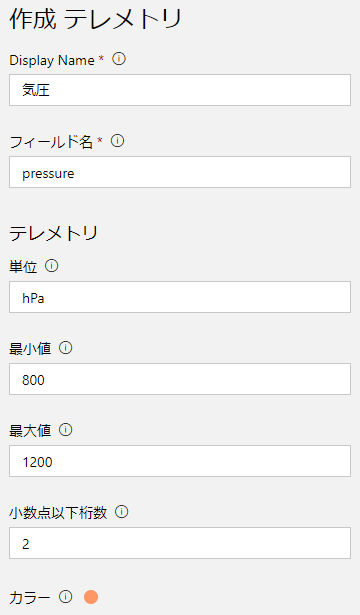 作成 テレメトリ
Display Name *
気圧
フィールド名 *
pressure
テレメトリ
単位
hPa
最小値
800
最大値
1200
小数点以下桁数
2
カラー